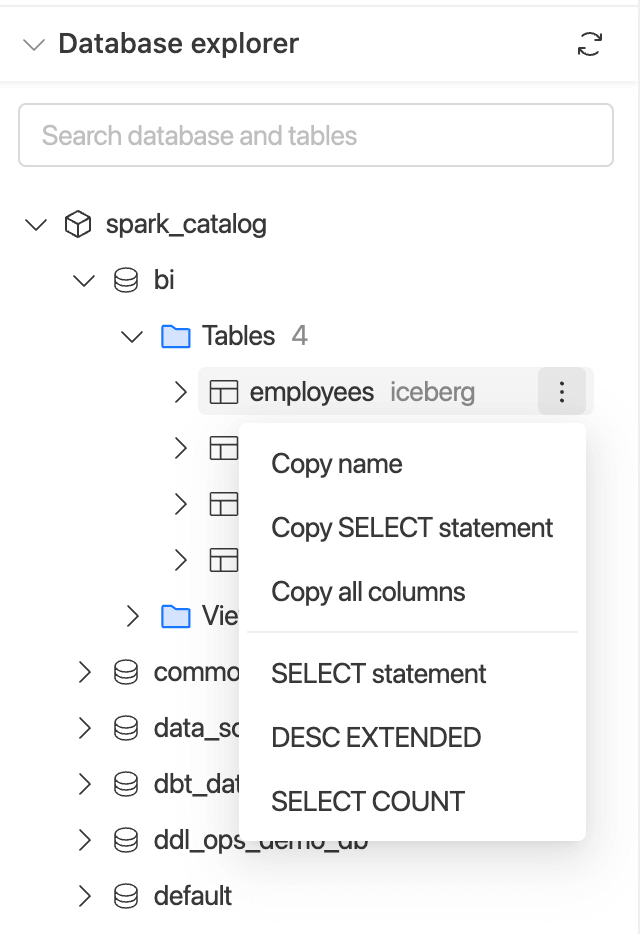 Database explorer
Search database and tables
spark_catalog
bi
Tables 4
employees iceberg
Copy name
Copy SELECT statement
Copy all columns
SELECT statement
DESC EXTENDED
SELECT COUNT
ddl_ops_demo_db
default